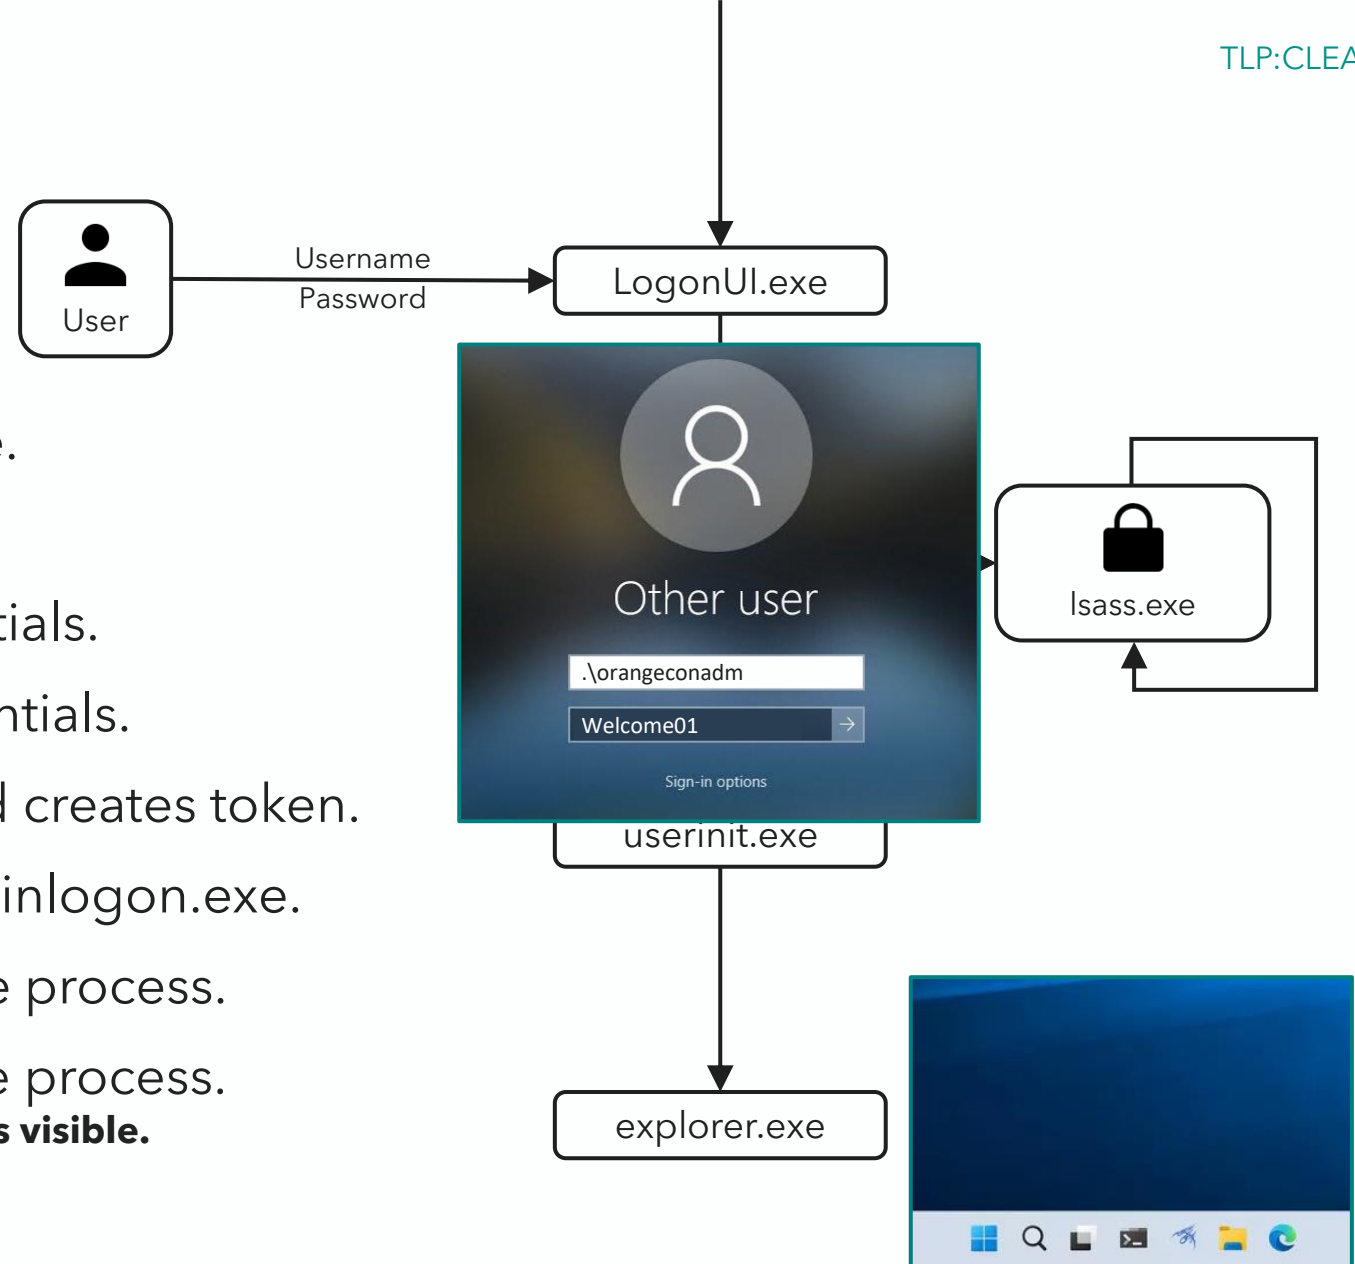 TLP:CLEA
Username
Password
User
LogonUI.exe
e.
Other user
lsass.exe
tials.
.\orangeconadm
ntials.
Welcome01
Sign-in options
d creates token.
userinit.exe
inlogon.exe.
e process.
e process.
s visible.
explorer.exe